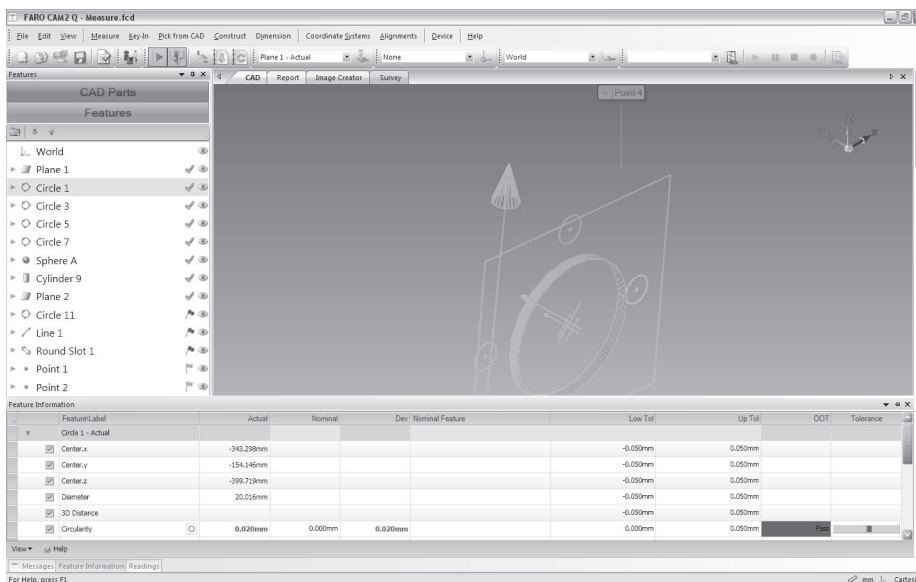 FARO CAM2 Q - Measure.fcd
File Edit View Measure Key-In Pick from CAD Construct Dimension Coordinate Systems Alignments Device Help
Plane 1 - Actual None World
Features
CAD Report Image Creator Survey
CAD Parts
Features
Point 4
World
Plane 1
Circle 1
Circle 3
Circle 5
Circle 7
Sphere A
Cylinder 9
Plane 2
Circle 11
Line 1
Round Slot 1
Point 1
Point 2
Z
X
Feature Information
Feature\Label Actual Nominal Dev Nominal Feature Low Tol Up Tol OOT Tolerance
Circle 1 - Actual
Center.x -343.298mm -0.050mm 0.050mm
Center.y -154.146mm -0.050mm 0.050mm
Center.z -399.719mm -0.050mm 0.050mm
Diameter 20.016mm -0.050mm 0.050mm
3D Distance -0.050mm 0.050mm
Circularity 0.020mm 0.000mm 0.020mm 0.000mm 0.050mm Pass
View Help
Messages Feature Information Readings
For Help, press F1 mm Cartesi